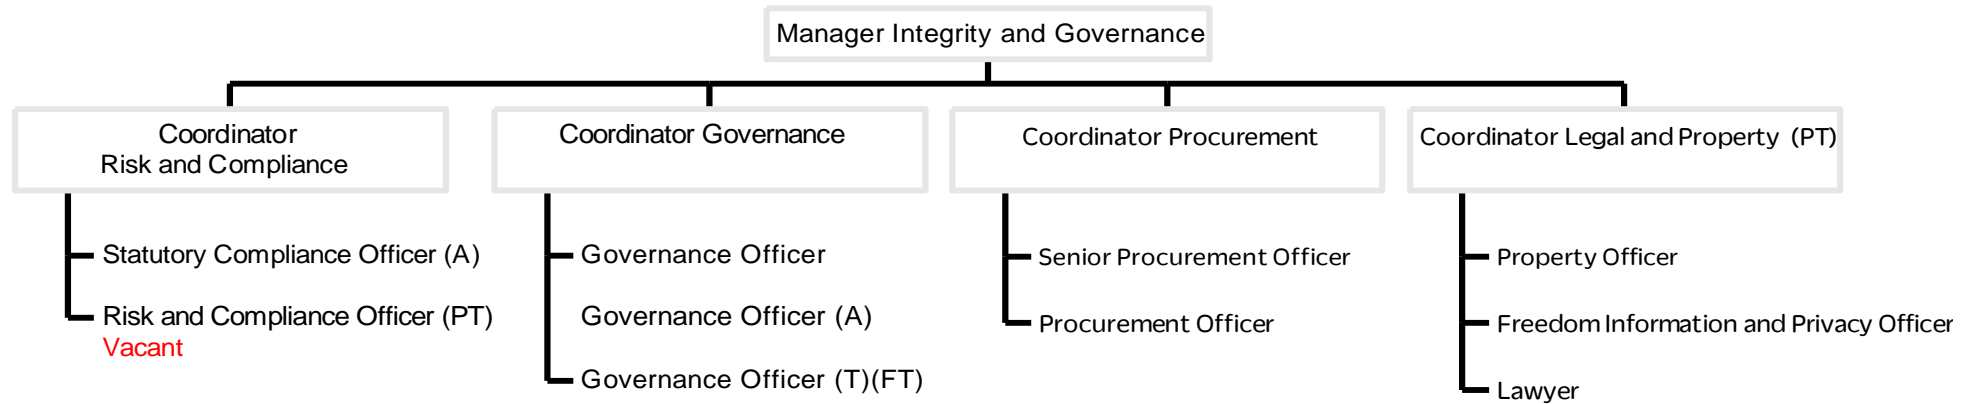 Manager Integrity and Governance
Coordinator
Risk and Compliance
Statutory Compliance Officer (A)
Risk and Compliance Officer (PT)
Vacant
Coordinator Governance
Governance Officer
Governance Officer (A)
Governance Officer (T)(FT)
Coordinator Procurement
Senior Procurement Officer
Procurement Officer
Coordinator Legal and Property (PT)
Property Officer
Freedom Information and Privacy Officer
Lawyer